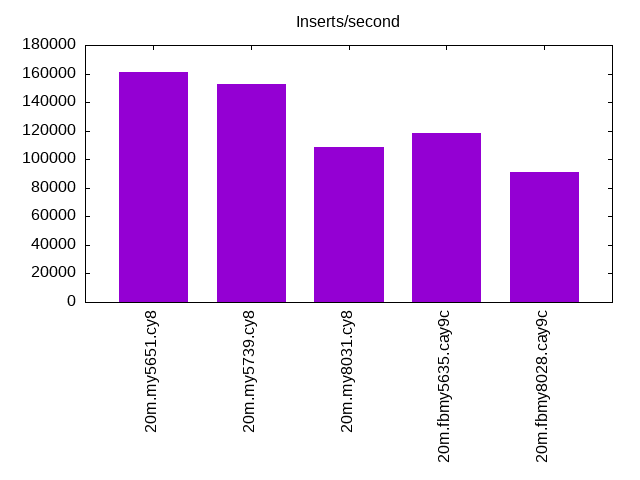 Inserts/second
180000
160000
140000
120000
100000
80000
60000
40000
20000
0
20m.my5651.cy8
20m.my5739.cy8
20m.my8031.cy8
20m.fbmy5635.cay9c
20m.fbmy8028.cay9c